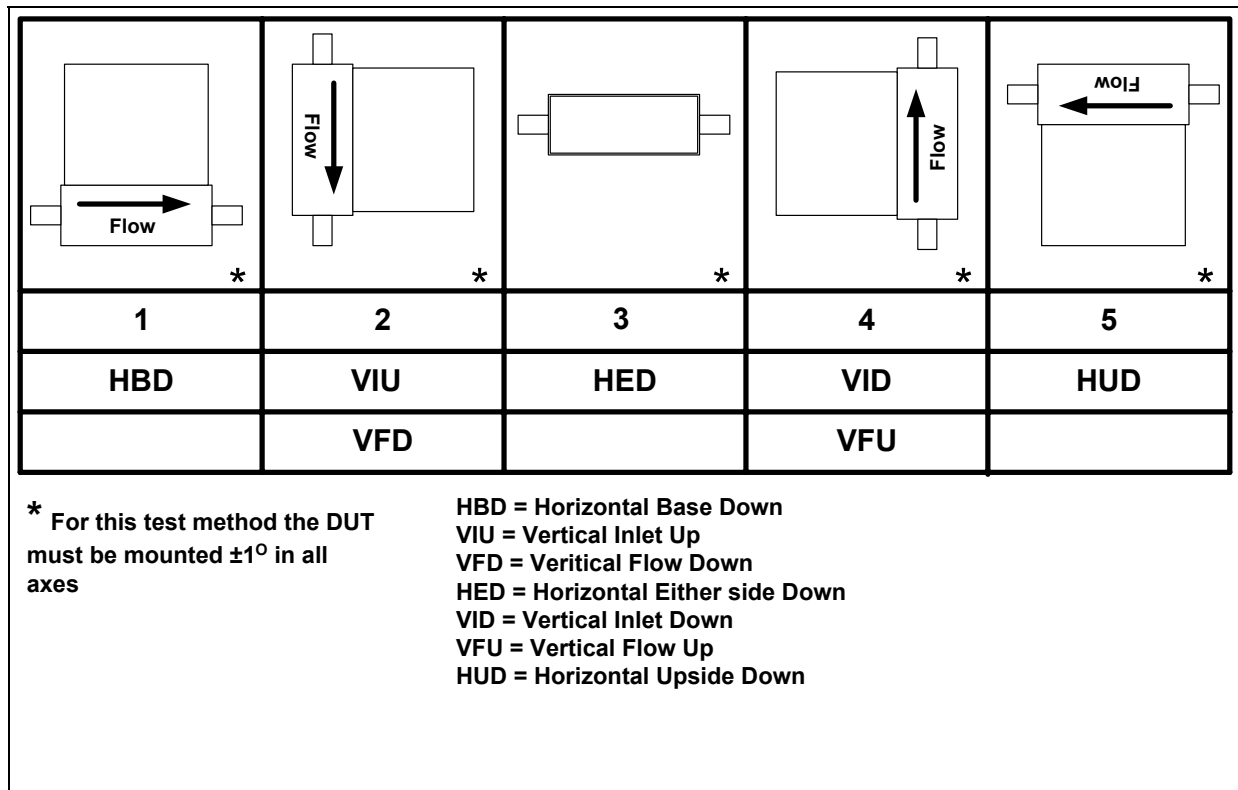 Flow
Flow
Flow
Flow
* * * * *
1 2 3 4 5
HBD VIU HED VID HUD
VFD VFU
* For this test method the DUT
must be mounted ±1⁰ in all
axes
HBD = Horizontal Base Down
VIU = Vertical Inlet Up
VFD = Veritical Flow Down
HED = Horizontal Either side Down
VID = Vertical Inlet Down
VFU = Vertical Flow Up
HUD = Horizontal Upside Down